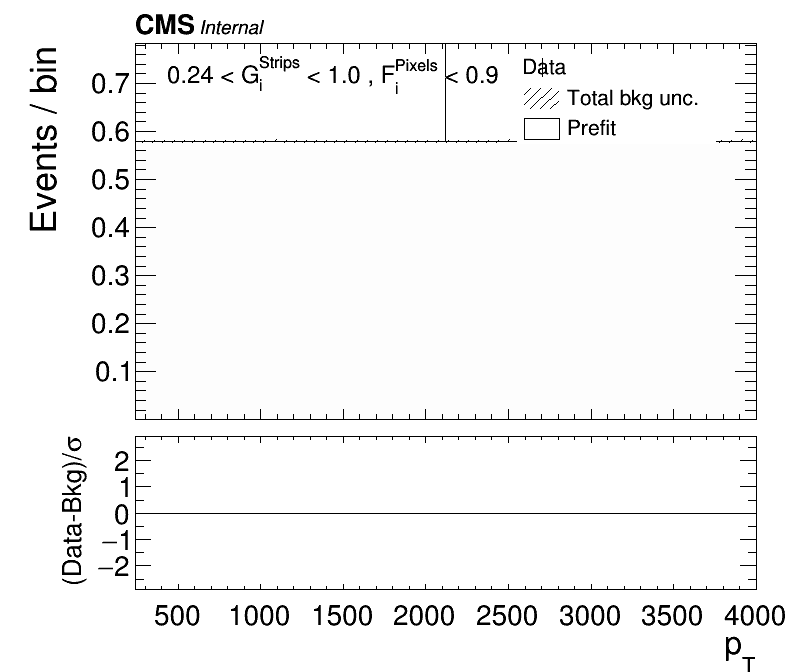 CMS Internal
Events / bin
0.7
0.6
0.5
0.4
0.3
0.2
0.1
0.24 < G_i^Strips < 1.0 , F_i^Pixels < 0.9
Data
Total bkg unc.
Prefit
(Data-Bkg)/σ
2
1
0
−1
−2
500 1000 1500 2000 2500 3000 3500 4000
p_T